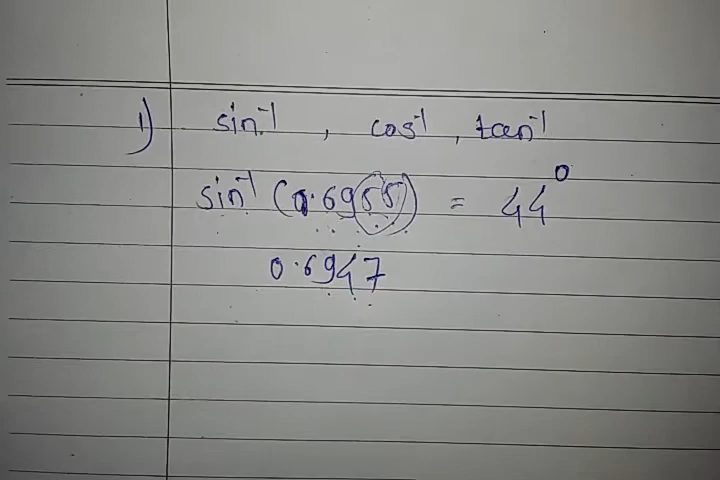 1) sin⁻¹ , cos⁻¹ , tan⁻¹
sin⁻¹ (0.6955) = 44°
0.6947